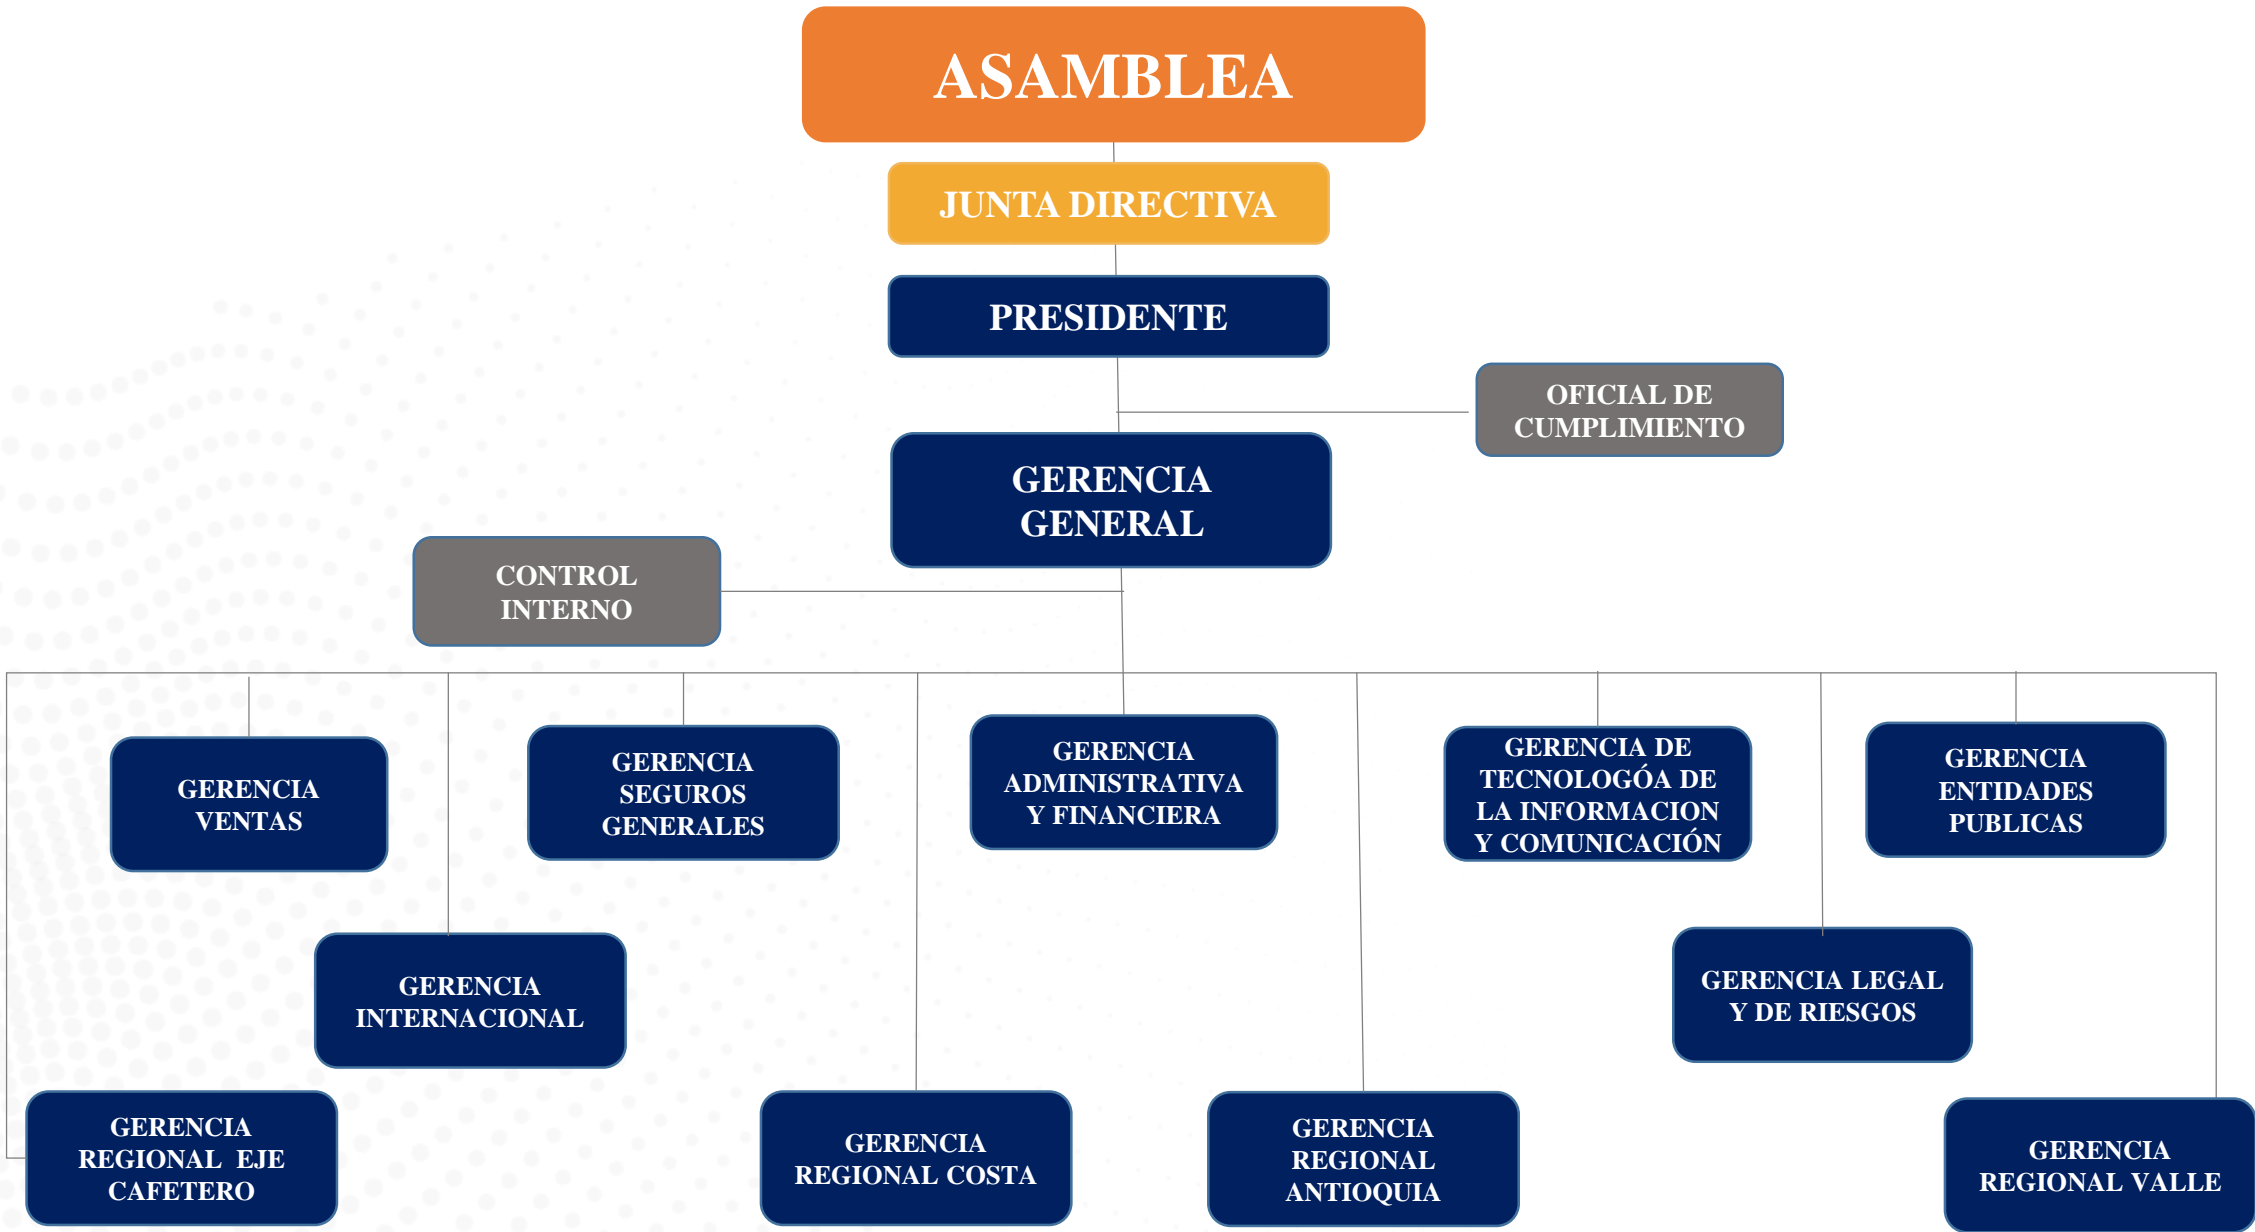 ASAMBLEA
JUNTA DIRECTIVA
PRESIDENTE
OFICIAL DE
CUMPLIMIENTO
GERENCIA
GENERAL
CONTROL
INTERNO
GERENCIA
VENTAS
GERENCIA
SEGUROS
GENERALES
GERENCIA
ADMINISTRATIVA
Y FINANCIERA
GERENCIA DE
TECNOLOGÓA DE
LA INFORMACION
Y COMUNICACIÓN
GERENCIA
ENTIDADES
PUBLICAS
GERENCIA
INTERNACIONAL
GERENCIA LEGAL
Y DE RIESGOS
GERENCIA
REGIONAL EJE
CAFETERO
GERENCIA
REGIONAL COSTA
GERENCIA
REGIONAL
ANTIOQUIA
GERENCIA
REGIONAL VALLE